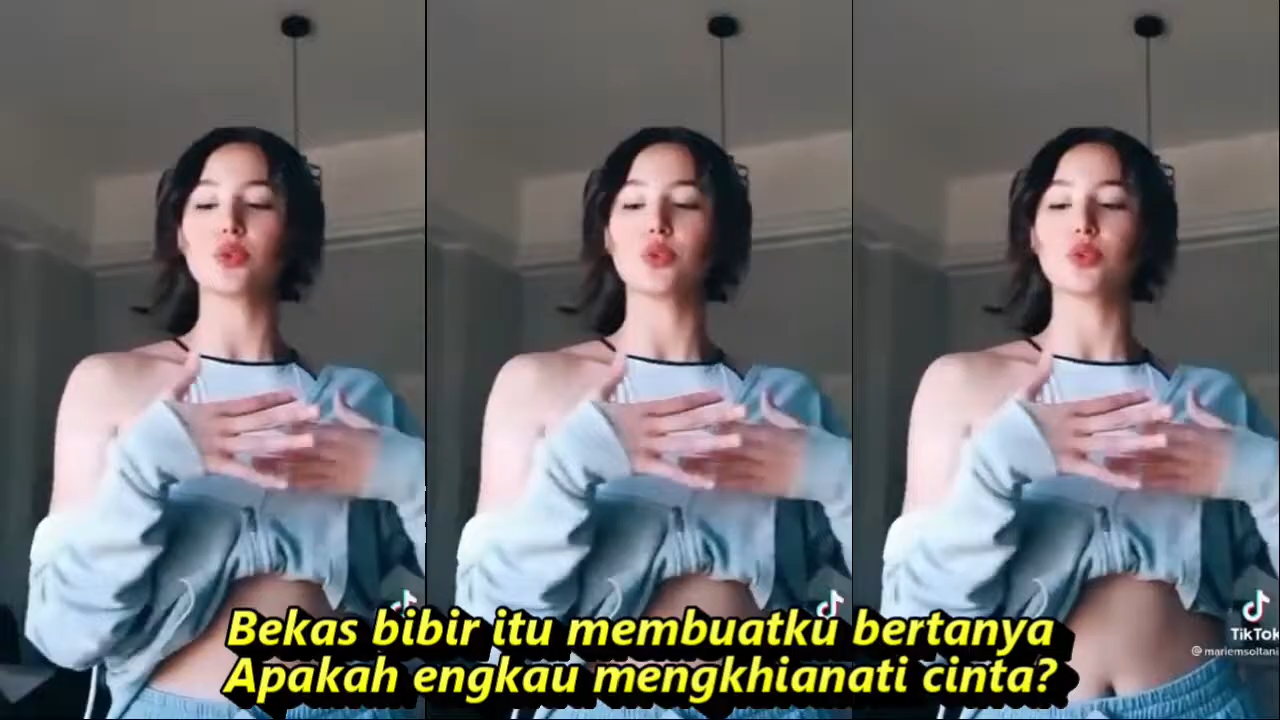 Bekas bibir itu membuatku bertanya
Apakah engkau mengkhianati cinta?
TikTok
@mariemsoltani